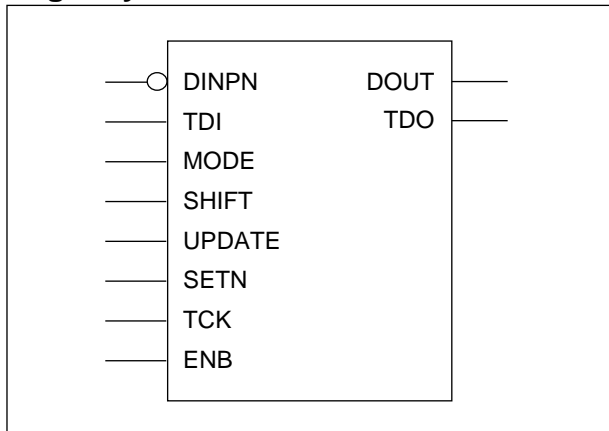 DINPN DOUT
TDI TDO
MODE
SHIFT
UPDATE
SETN
TCK
ENB